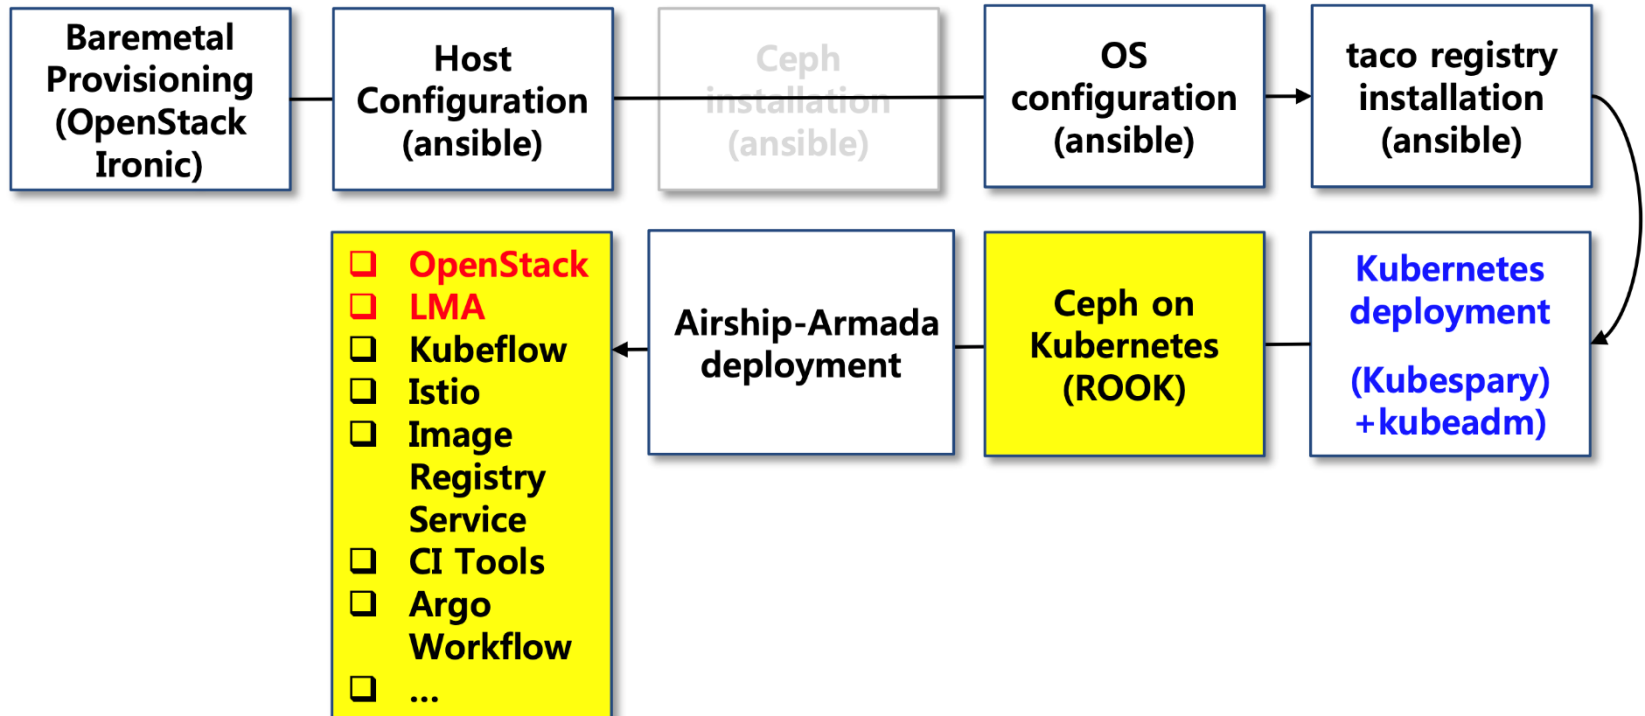 Baremetal
Provisioning
(OpenStack
Ironic)
Host
Configuration
(ansible)
Ceph
installation
(ansible)
OS
configuration
(ansible)
taco registry
installation
(ansible)
Kubernetes
deployment
(Kubespary)
+kubeadm)
Ceph on
Kubernetes
(ROOK)
Airship-Armada
deployment
❑ OpenStack
❑ LMA
❑ Kubeflow
❑ Istio
❑ Image
Registry
Service
❑ CI Tools
❑ Argo
Workflow
❑ ...